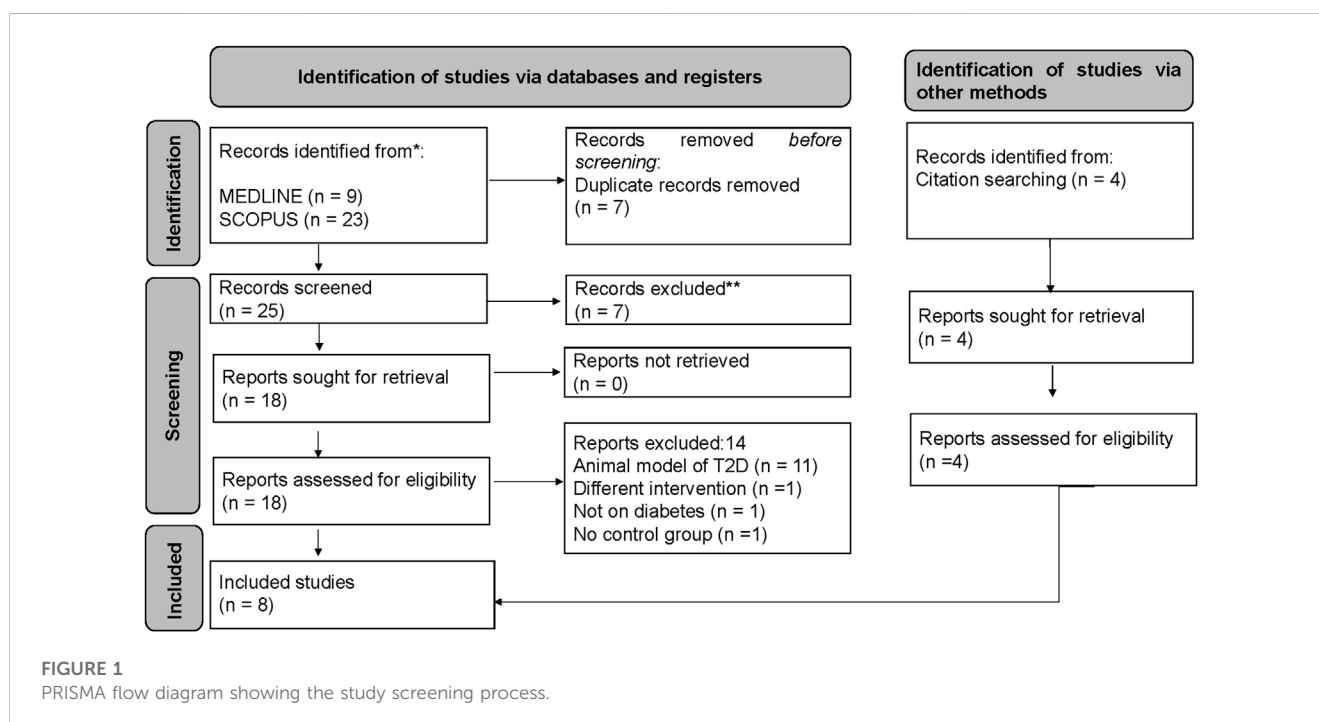 Identification of studies via databases and registers
Identification of studies via
other methods
Identification
Records identified from*:
MEDLINE (n = 9)
SCOPUS (n = 23)
Records removed before
screening:
Duplicate records removed
(n = 7)
Records identified from:
Citation searching (n = 4)
Screening
Records screened
(n = 25)
Records excluded**
(n = 7)
Reports sought for retrieval
(n = 4)
Reports sought for retrieval
(n = 18)
Reports not retrieved
(n = 0)
Reports assessed for eligibility
(n = 18)
Reports excluded:14
Animal model of T2D (n = 11)
Different intervention (n =1)
Not on diabetes (n = 1)
No control group (n =1)
Reports assessed for eligibility
(n =4)
Included
Included studies
(n = 8)
FIGURE 1
PRISMA flow diagram showing the study screening process.